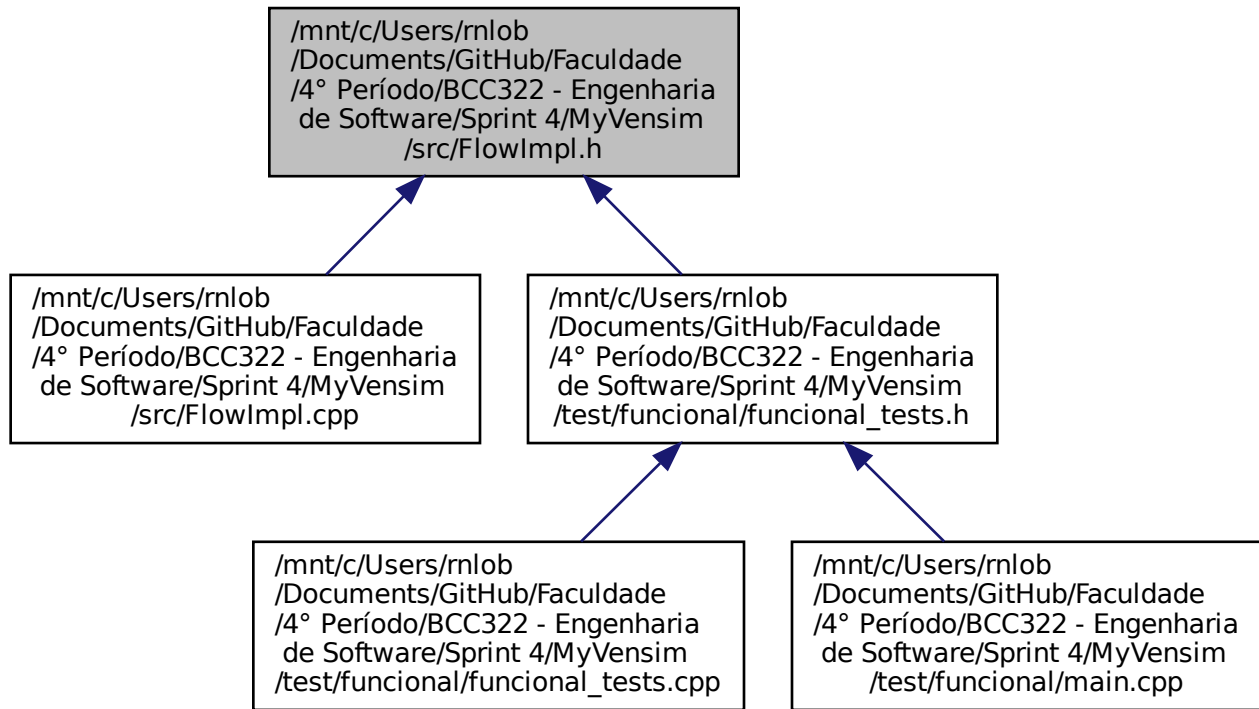 /mnt/c/Users/rnlob
/Documents/GitHub/Faculdade
/4° Período/BCC322 - Engenharia
de Software/Sprint 4/MyVensim
/src/FlowImpl.h
/mnt/c/Users/rnlob
/Documents/GitHub/Faculdade
/4° Período/BCC322 - Engenharia
de Software/Sprint 4/MyVensim
/src/FlowImpl.cpp
/mnt/c/Users/rnlob
/Documents/GitHub/Faculdade
/4° Período/BCC322 - Engenharia
de Software/Sprint 4/MyVensim
/test/funcional/funcional_tests.h
/mnt/c/Users/rnlob
/Documents/GitHub/Faculdade
/4° Período/BCC322 - Engenharia
de Software/Sprint 4/MyVensim
/test/funcional/funcional_tests.cpp
/mnt/c/Users/rnlob
/Documents/GitHub/Faculdade
/4° Período/BCC322 - Engenharia
de Software/Sprint 4/MyVensim
/test/funcional/main.cpp